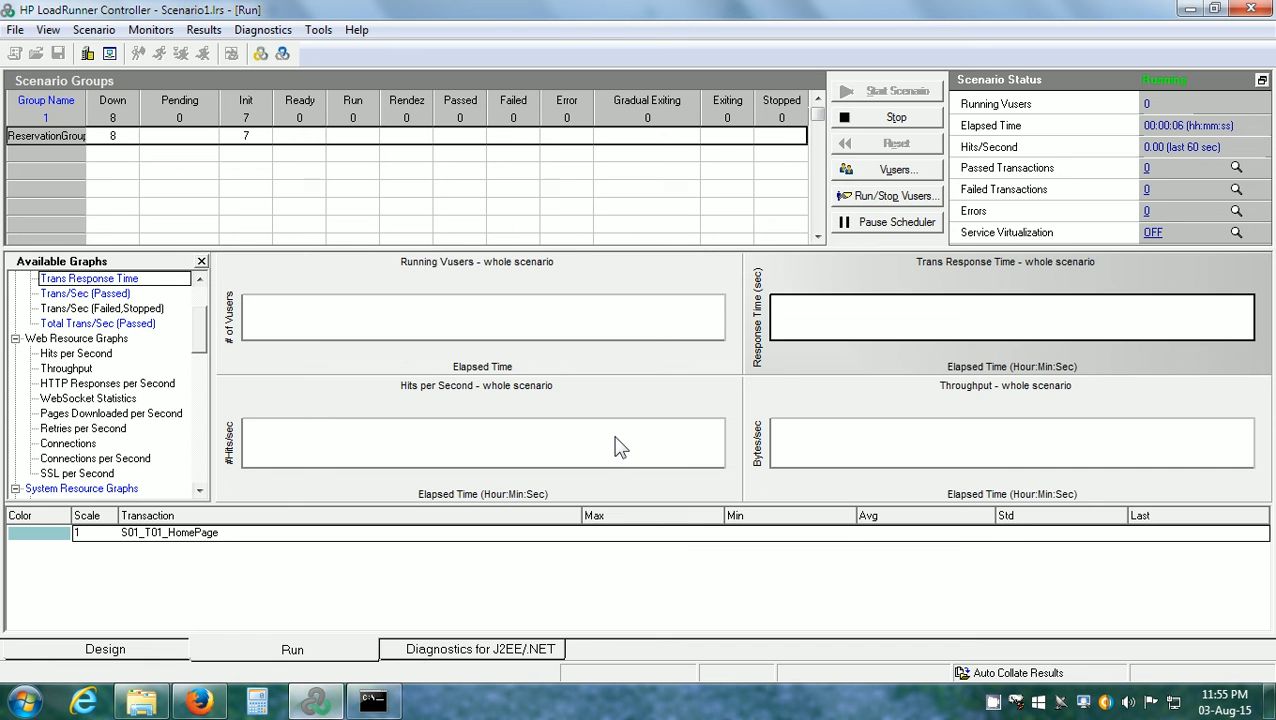 HP LoadRunner Controller - Scenario1.lrs - [Run]
File View Scenario Monitors Results Diagnostics Tools Help
Scenario Groups
Group Name Down Pending Init Ready Run Rendez Passed Failed Error Gradual Exiting Exiting Stopped
1 8 0 7 0 0 0 0 0 0 0 0 0
ReservationGroup 8 7
Start Scenario
Stop
Reset
Vusers...
Run/Stop Vusers...
Pause Scheduler
Scenario Status Running
Running Vusers 0
Elapsed Time 00:00:06 (hh:mm:ss)
Hits/Second 0.00 (last 60 sec)
Passed Transactions 0
Failed Transactions 0
Errors 0
Service Virtualization OFF
Available Graphs
Trans Response Time
Trans/Sec (Passed)
Trans/Sec (Failed,Stopped)
Total Trans/Sec (Passed)
Web Resource Graphs
Hits per Second
Throughput
HTTP Responses per Second
WebSocket Statistics
Pages Downloaded per Second
Retries per Second
Connections
Connections per Second
SSL per Second
System Resource Graphs
Running Vusers - whole scenario
# of Vusers
Elapsed Time
Trans Response Time - whole scenario
Response Time (sec)
Elapsed Time (Hour:Min:Sec)
Hits per Second - whole scenario
#Hits/sec
Elapsed Time (Hour:Min:Sec)
Throughput - whole scenario
Bytes/sec
Elapsed Time (Hour:Min:Sec)
Color Scale Transaction Max Min Avg Std Last
1 S01_T01_HomePage
Design Run Diagnostics for J2EE/.NET
Auto Collate Results
11:55 PM
03-Aug-15